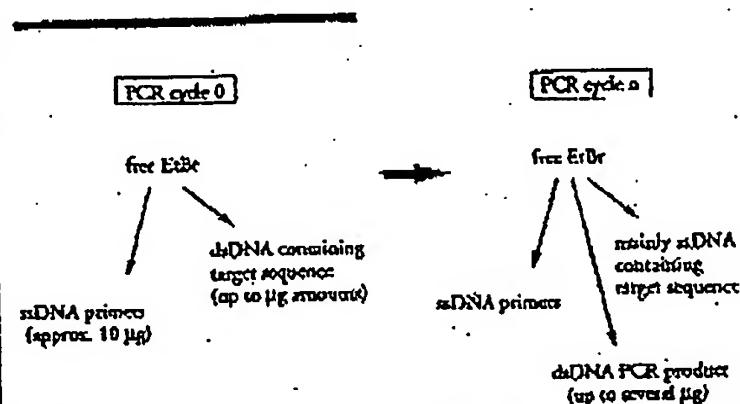 PCR cycle 0
free EtBr
dsDNA containing
target sequence
(up to µg amounts)
ssDNA primers
(approx. 10 µg)
PCR cycle n
free EtBr
mainly ssDNA
containing
target sequence
ssDNA primers
dsDNA PCR product
(up to several µg)